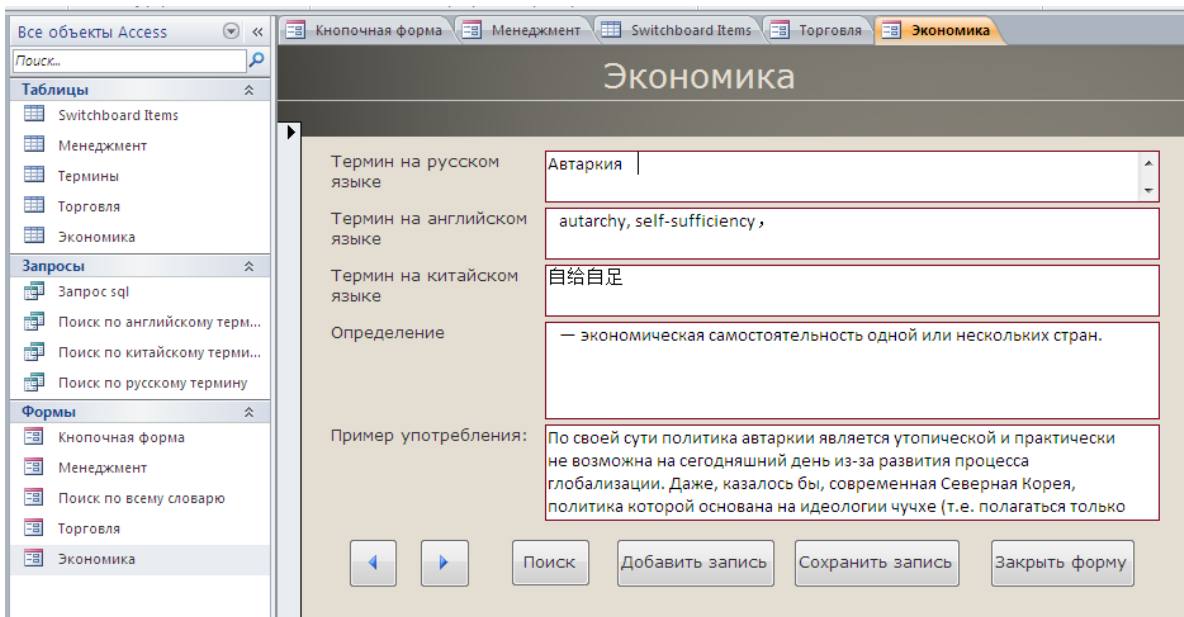 Все объекты Access
Поиск...
Таблицы
Switchboard Items
Менеджмент
Термины
Торговля
Экономика
Запросы
Запрос sql
Поиск по английскому терм...
Поиск по китайскому терми...
Поиск по русскому термину
Формы
Кнопочная форма
Менеджмент
Поиск по всему словарю
Торговля
Экономика
Кнопочная форма Менеджмент Switchboard Items Торговля Экономика
Экономика
Термин на русском
языке
Автаркия
Термин на английском
языке
autarchy, self-sufficiency，
Термин на китайском
языке
自给自足
Определение
— экономическая самостоятельность одной или нескольких стран.
Пример употребления:
По своей сути политика автаркии является утопической и практически
не возможна на сегодняшний день из-за развития процесса
глобализации. Даже, казалось бы, современная Северная Корея,
политика которой основана на идеологии чучхе (т.е. полагаться только
Поиск Добавить запись Сохранить запись Закрыть форму